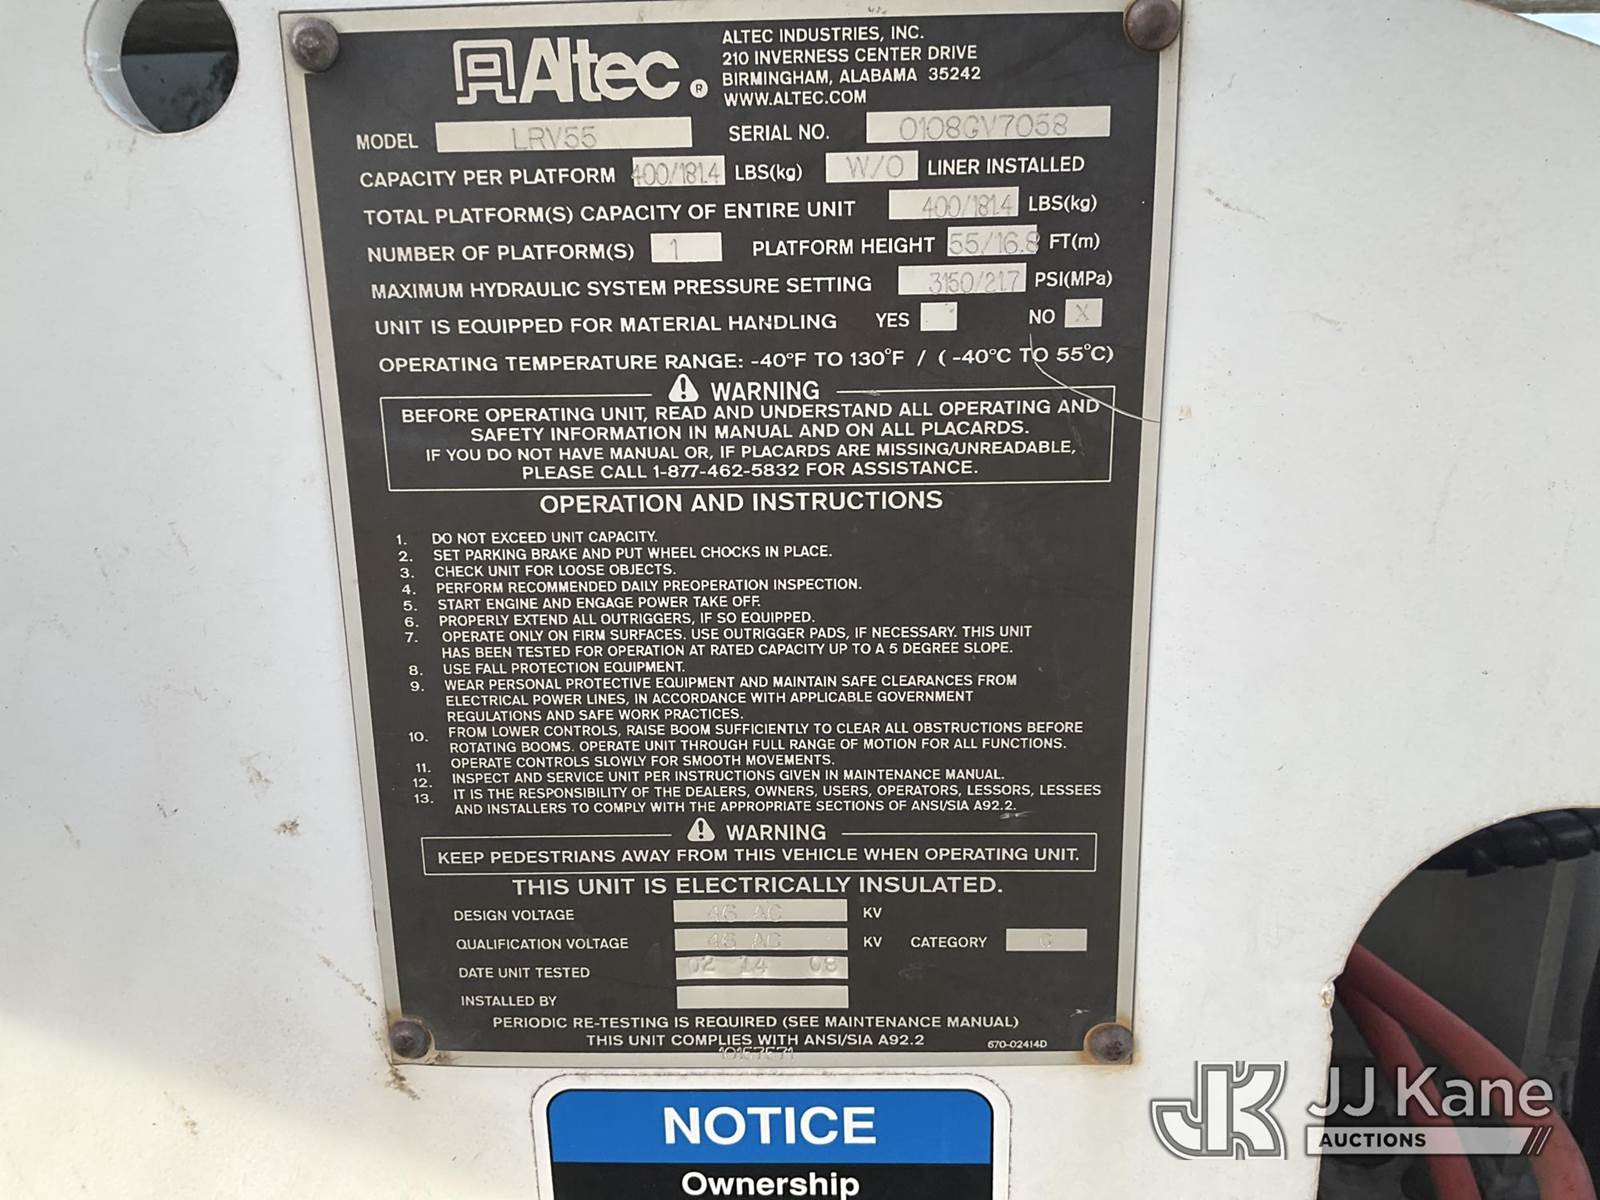 Altec®
ALTEC INDUSTRIES, INC.
210 INVERNESS CENTER DRIVE
BIRMINGHAM, ALABAMA 35242
WWW.ALTEC.COM
MODEL LRV55 SERIAL NO. 0108GV7058
CAPACITY PER PLATFORM 400/181.4 LBS(kg) W/O LINER INSTALLED
TOTAL PLATFORM(S) CAPACITY OF ENTIRE UNIT 400/181.4 LBS(kg)
NUMBER OF PLATFORM(S) 1 PLATFORM HEIGHT 55/16.8 FT(m)
MAXIMUM HYDRAULIC SYSTEM PRESSURE SETTING 3150/21.7 PSI(MPa)
UNIT IS EQUIPPED FOR MATERIAL HANDLING YES NO X
OPERATING TEMPERATURE RANGE: -40°F TO 130°F / ( -40°C TO 55°C)
WARNING
BEFORE OPERATING UNIT, READ AND UNDERSTAND ALL OPERATING AND
SAFETY INFORMATION IN MANUAL AND ON ALL PLACARDS.
IF YOU DO NOT HAVE MANUAL OR, IF PLACARDS ARE MISSING/UNREADABLE,
PLEASE CALL 1-877-462-5832 FOR ASSISTANCE.
OPERATION AND INSTRUCTIONS
1. DO NOT EXCEED UNIT CAPACITY.
2. SET PARKING BRAKE AND PUT WHEEL CHOCKS IN PLACE.
3. CHECK UNIT FOR LOOSE OBJECTS.
4. PERFORM RECOMMENDED DAILY PREOPERATION INSPECTION.
5. START ENGINE AND ENGAGE POWER TAKE OFF.
6. PROPERLY EXTEND ALL OUTRIGGERS, IF SO EQUIPPED.
7. OPERATE ONLY ON FIRM SURFACES. USE OUTRIGGER PADS, IF NECESSARY. THIS UNIT
HAS BEEN TESTED FOR OPERATION AT RATED CAPACITY UP TO A 5 DEGREE SLOPE.
8. USE FALL PROTECTION EQUIPMENT.
9. WEAR PERSONAL PROTECTIVE EQUIPMENT AND MAINTAIN SAFE CLEARANCES FROM
ELECTRICAL POWER LINES, IN ACCORDANCE WITH APPLICABLE GOVERNMENT
REGULATIONS AND SAFE WORK PRACTICES.
10. FROM LOWER CONTROLS, RAISE BOOM SUFFICIENTLY TO CLEAR ALL OBSTRUCTIONS BEFORE
ROTATING BOOMS. OPERATE UNIT THROUGH FULL RANGE OF MOTION FOR ALL FUNCTIONS.
11. OPERATE CONTROLS SLOWLY FOR SMOOTH MOVEMENTS.
12. INSPECT AND SERVICE UNIT PER INSTRUCTIONS GIVEN IN MAINTENANCE MANUAL.
13. IT IS THE RESPONSIBILITY OF THE DEALERS, OWNERS, USERS, OPERATORS, LESSORS, LESSEES
AND INSTALLERS TO COMPLY WITH THE APPROPRIATE SECTIONS OF ANSI/SIA A92.2.
WARNING
KEEP PEDESTRIANS AWAY FROM THIS VEHICLE WHEN OPERATING UNIT.
THIS UNIT IS ELECTRICALLY INSULATED.
DESIGN VOLTAGE 46 AC KV
QUALIFICATION VOLTAGE 46 AC KV CATEGORY C
DATE UNIT TESTED 02 14 08
INSTALLED BY
PERIODIC RE-TESTING IS REQUIRED (SEE MAINTENANCE MANUAL)
THIS UNIT COMPLIES WITH ANSI/SIA A92.2 670-02414D
NOTICE
Ownership
JK JJ Kane
AUCTIONS